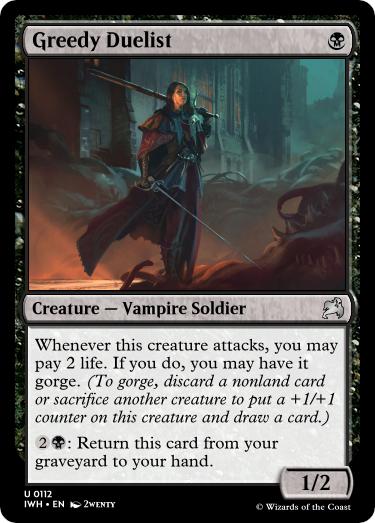 Greedy Duelist
Creature — Vampire Soldier
Whenever this creature attacks, you may
pay 2 life. If you do, you may have it
gorge. (To gorge, discard a nonland card
or sacrifice another creature to put a +1/+1
counter on this creature and draw a card.)
2: Return this card from your
graveyard to your hand.
1/2
U 0112
IWH • EN 2WENTY
© Wizards of the Coast